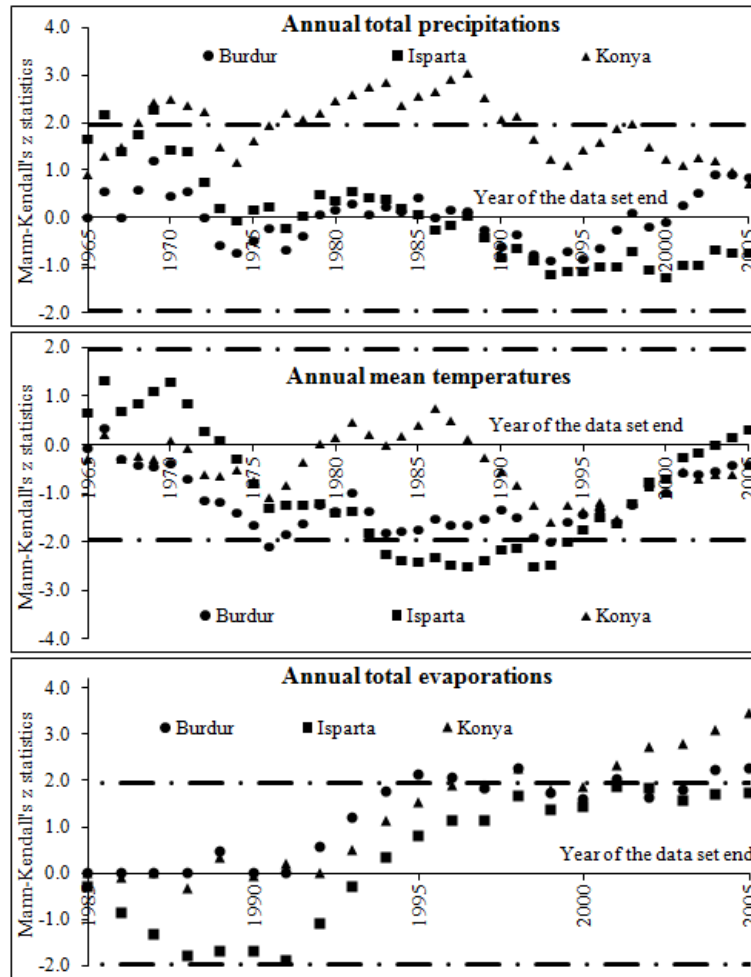 Annual total precipitations
Burdur Isparta Konya
Mann-Kendall's z statistics
4.0
3.0
2.0
1.0
0.0
-1.0
-2.0
Year of the data set end
1965 1970 1975 1980 1985 1990 1995 2000 2005
2.0
Annual mean temperatures
Mann-Kendall's z statistics
1.0
0.0
-1.0
-2.0
-3.0
-4.0
Year of the data set end
1965 1970 1975 1980 1985 1990 1995 2000 2005
Burdur Isparta Konya
Annual total evaporations
Mann-Kendall's z statistics
4.0
3.0
2.0
1.0
0.0
-1.0
-2.0
Burdur Isparta Konya
Year of the data set end
1985 1990 1995 2000 2005